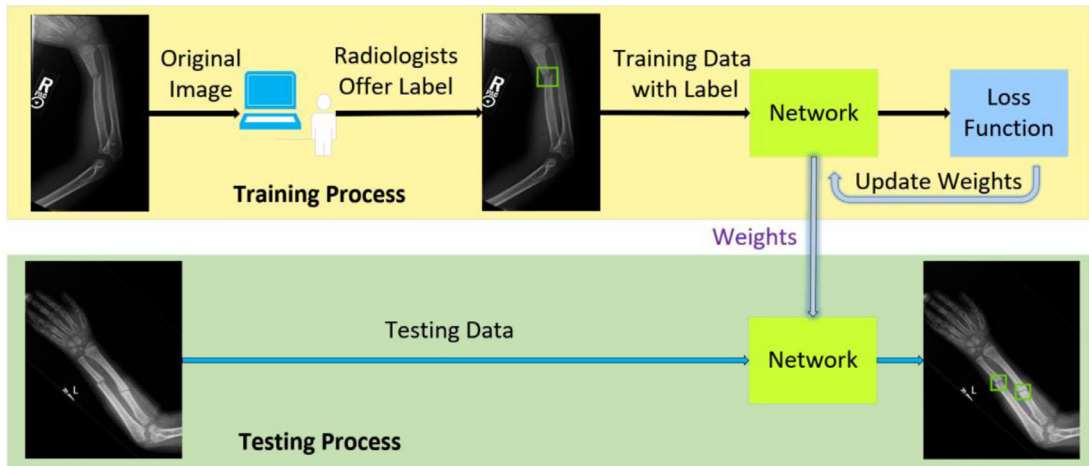 Original
Image
Radiologists
Offer Label
Training Data
with Label
Network
Loss
Function
Update Weights
R
Training Process
Weights
Testing Data
Network
L
Testing Process